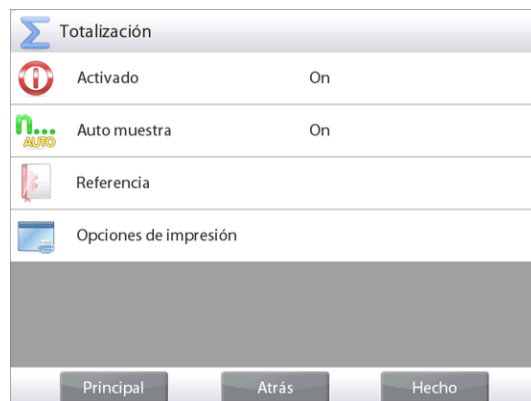 Totalización
Activado On
n... AUTO Auto muestra On
Referencia
Opciones de impresión
Principal Atrás Hecho